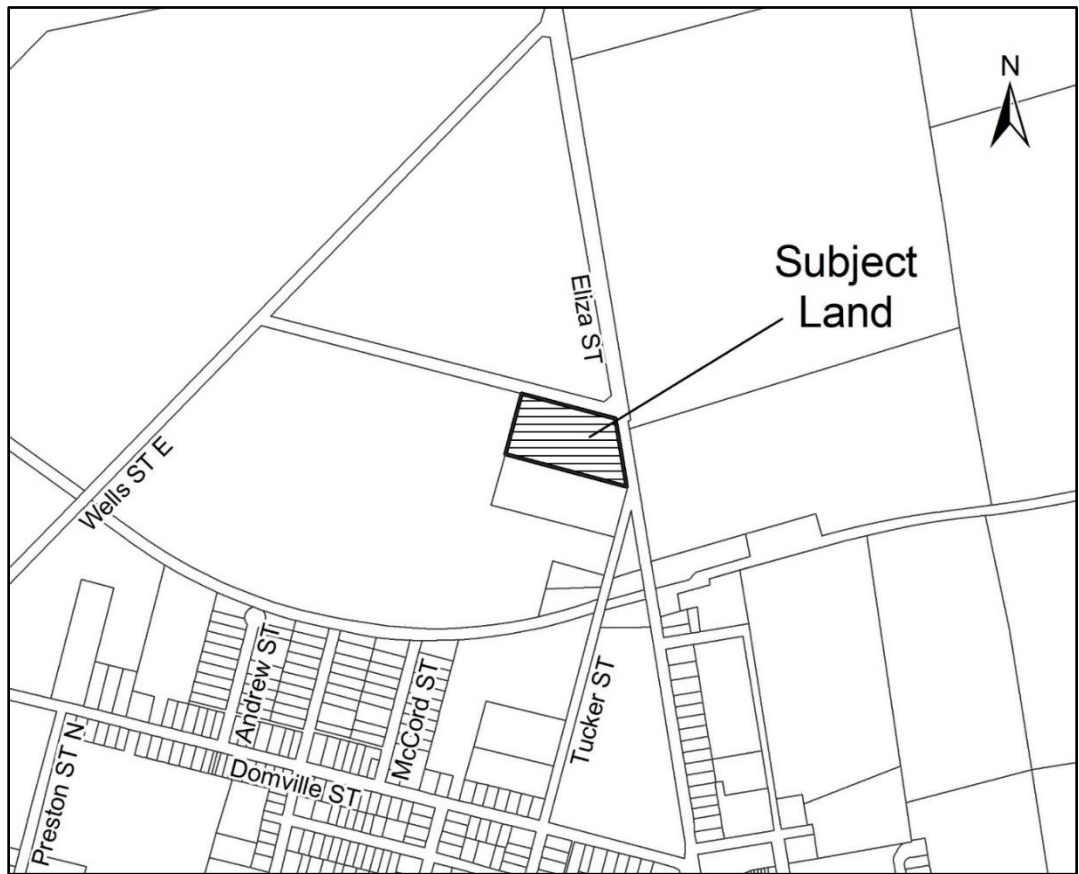 N
Subject
Land
Eliza ST
Wells ST E
Andrew ST
McCord ST
Tucker ST
Domville ST
Preston ST N